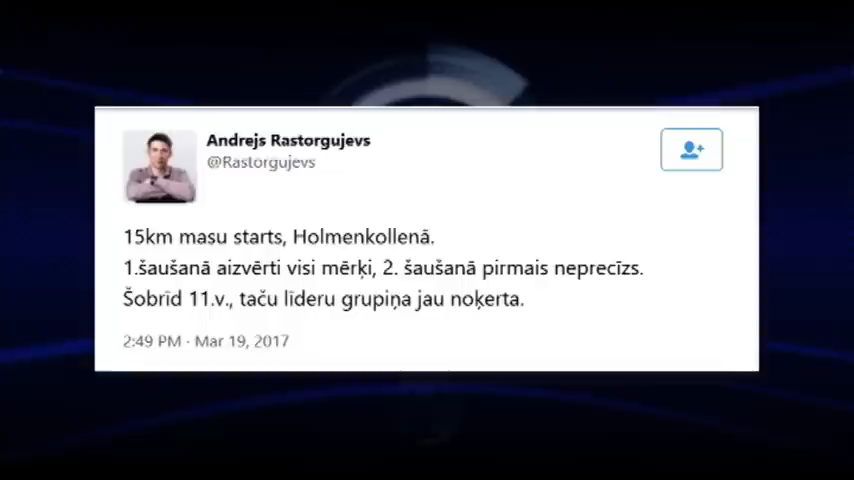 Andrejs Rastorgujevs
@Rastorgujevs
15km masu starts, Holmenkollenā.
1.šaušanā aizvērti visi mērķi, 2. šaušanā pirmais neprecīzs.
Šobrīd 11.v., taču līderu grupiņa jau noķerta.
2:49 PM · Mar 19, 2017